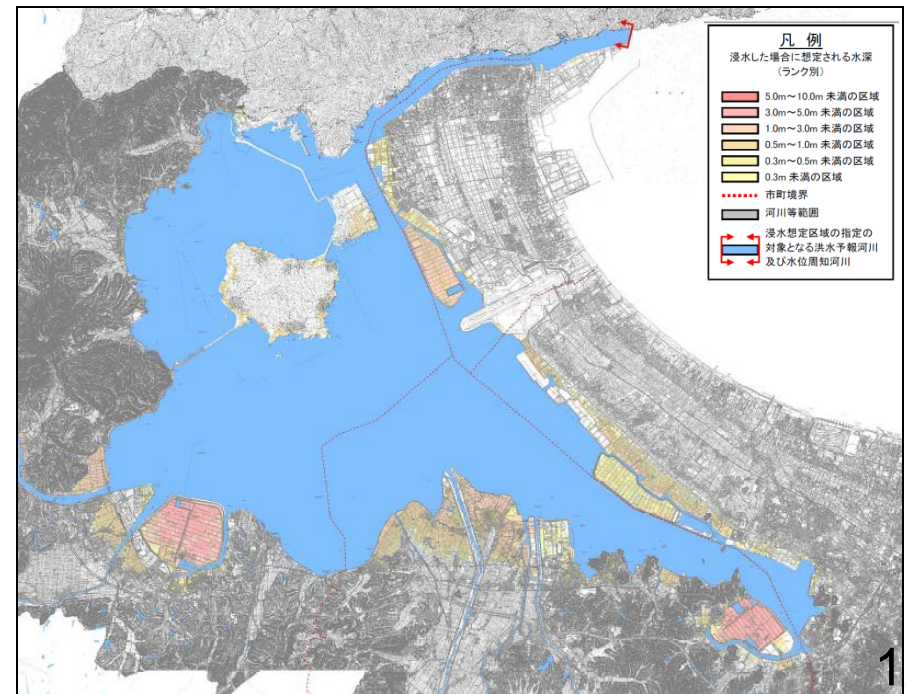 凡 例
浸水した場合に想定される水深
（ランク別）
5.0m～10.0m 未満の区域
3.0m～5.0m 未満の区域
1.0m～3.0m 未満の区域
0.5m～1.0m 未満の区域
0.3m～0.5m 未満の区域
0.3m 未満の区域
市町境界
河川等範囲
浸水想定区域の指定の
対象となる洪水予報河川
及び水位周知河川
1